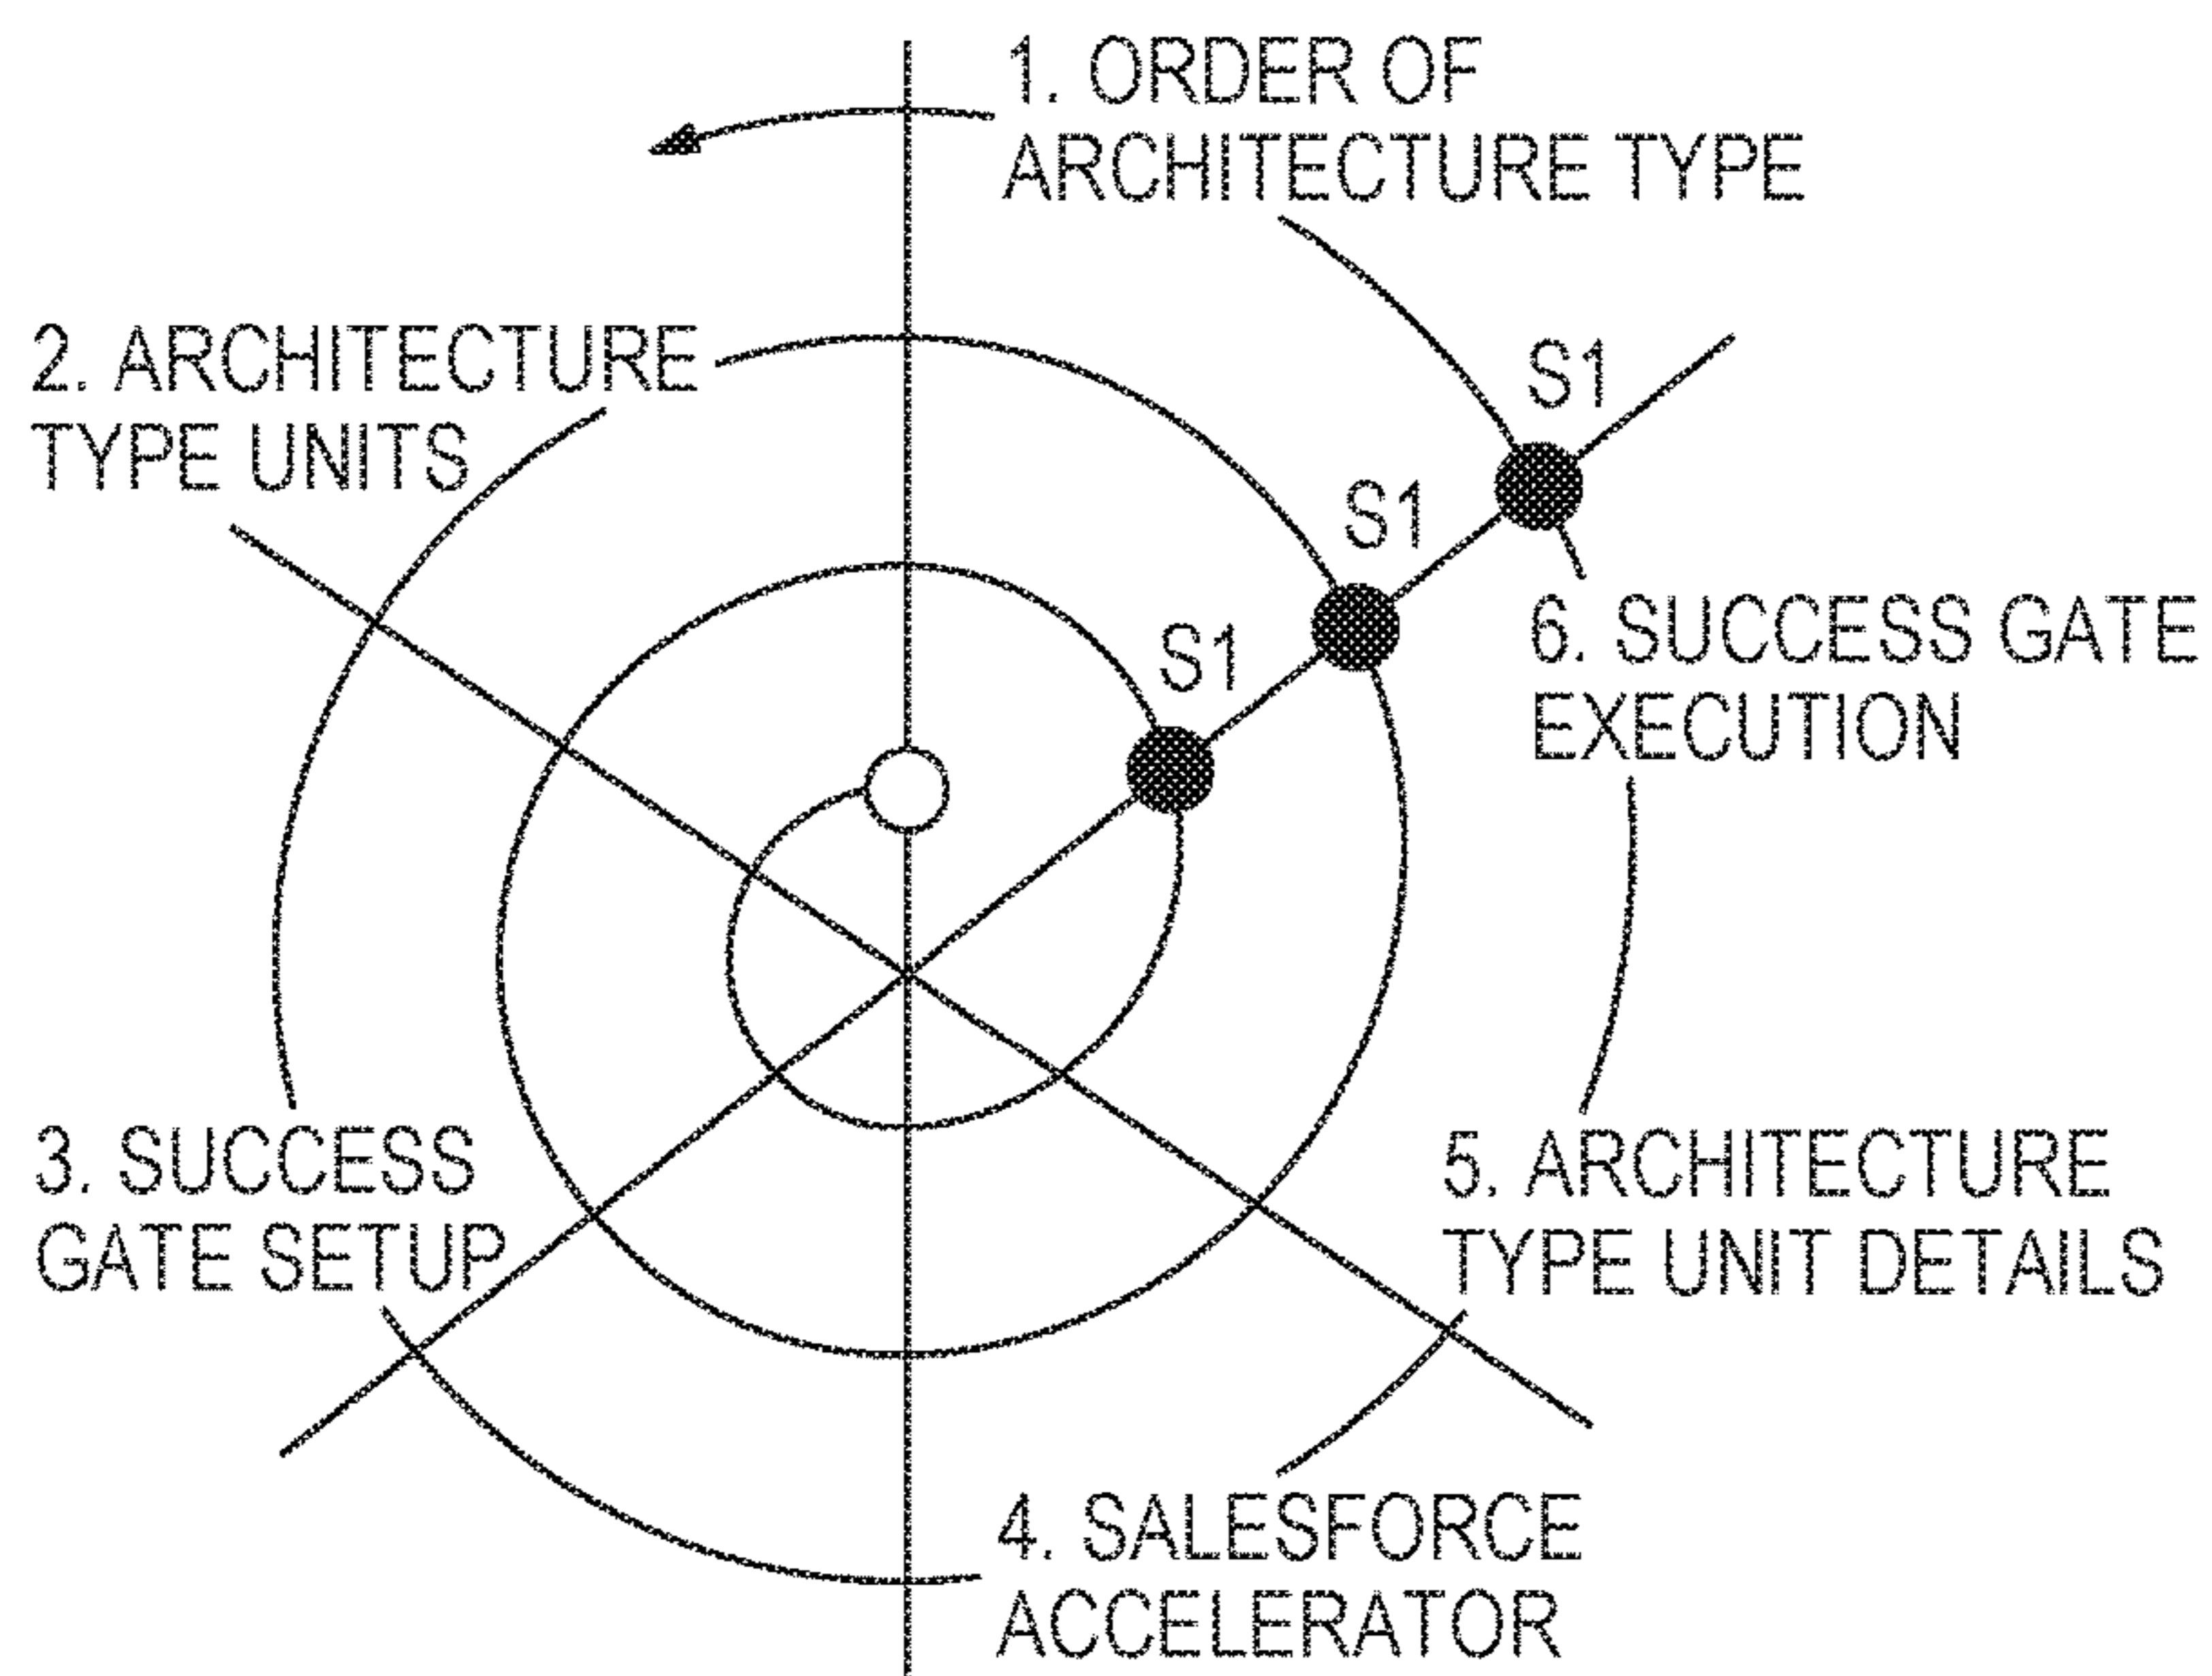 1. ORDER OF
ARCHITECTURE TYPE
2. ARCHITECTURE
TYPE UNITS
S1
S1
S1
6. SUCCESS GATE
EXECUTION
3. SUCCESS
GATE SETUP
5. ARCHITECTURE
TYPE UNIT DETAILS
4. SALESFORCE
ACCELERATOR